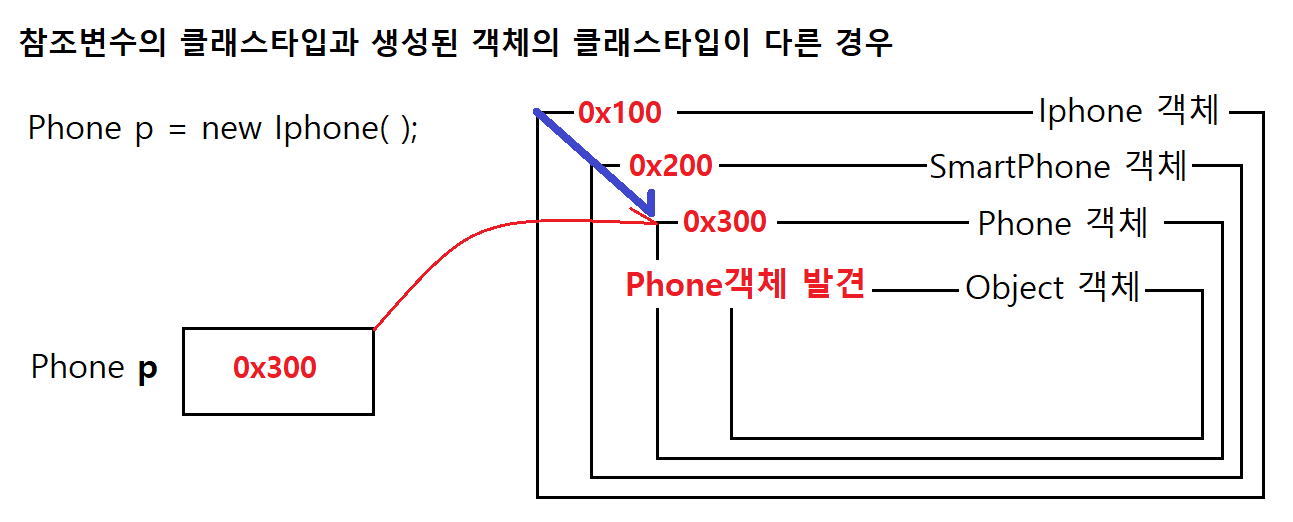 참조변수의 클래스타입과 생성된 객체의 클래스타입이 다른 경우
Phone p = new Iphone( );
0x100 Iphone 객체
0x200 SmartPhone 객체
0x300 Phone 객체
Phone객체 발견 Object 객체
Phone p 0x300